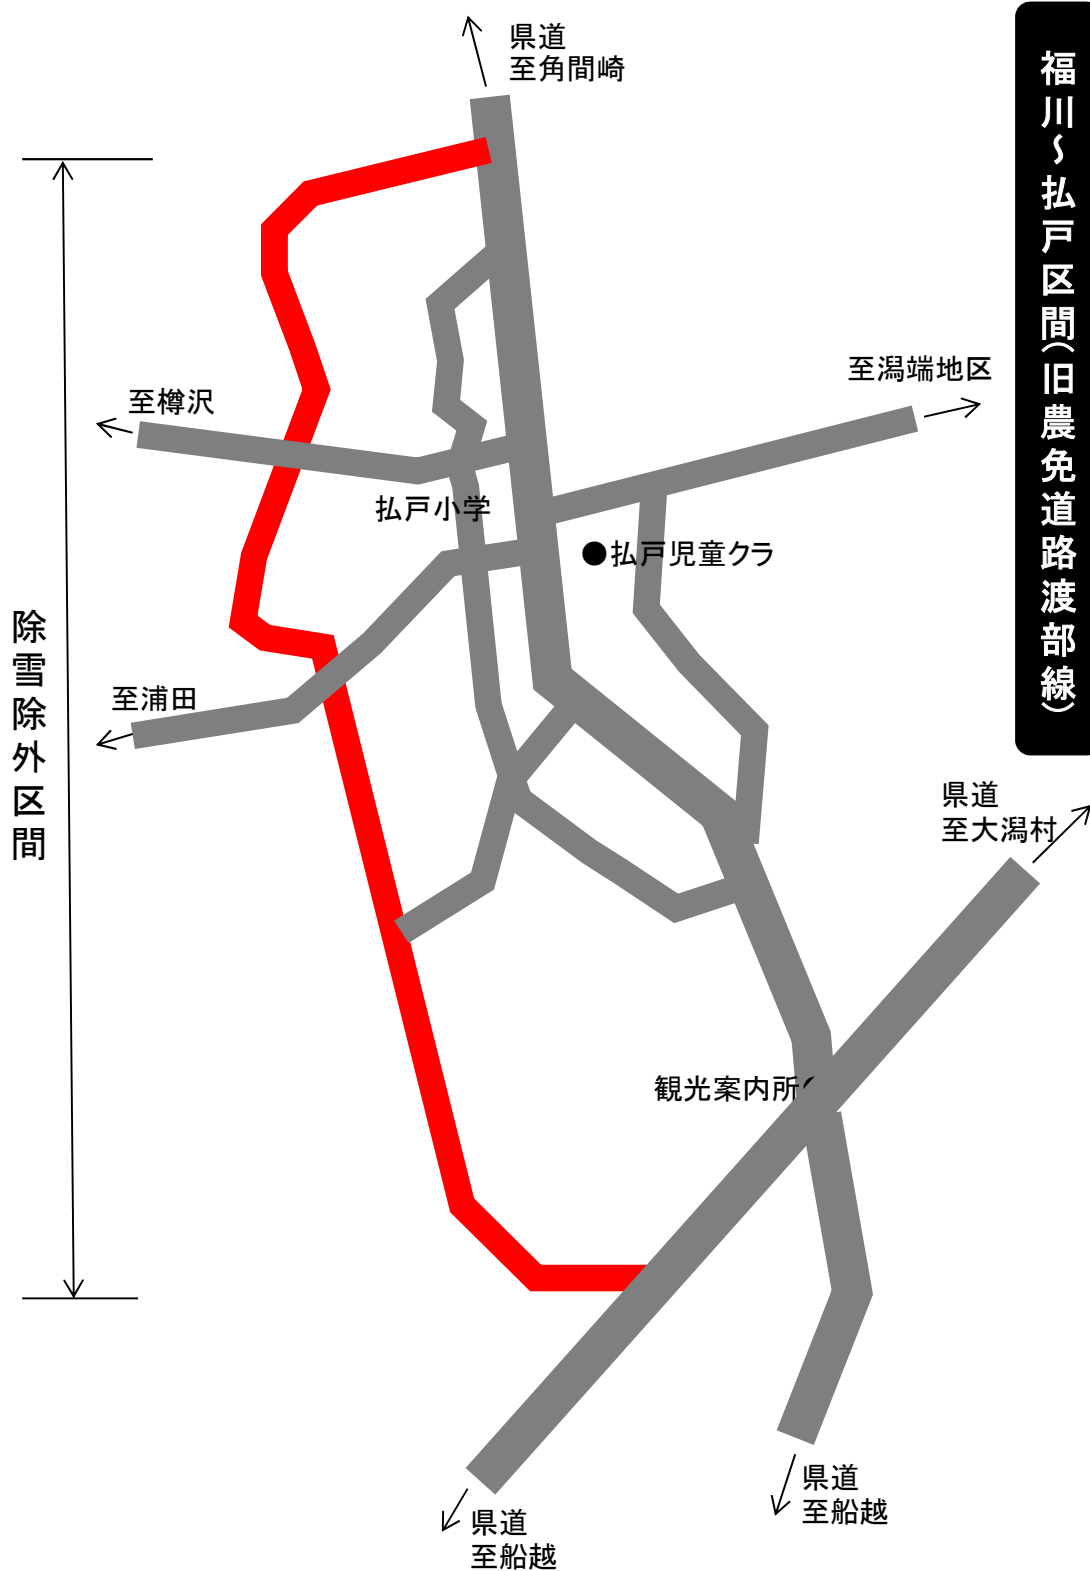 福川~払戸区間(旧農免道路渡部線)
県道
至角間崎
至潟端地区
至樽沢
払戸小学
●払戸児童クラ
除雪除外区間
至浦田
県道
至大潟村
観光案内所
県道
至船越
県道
至船越